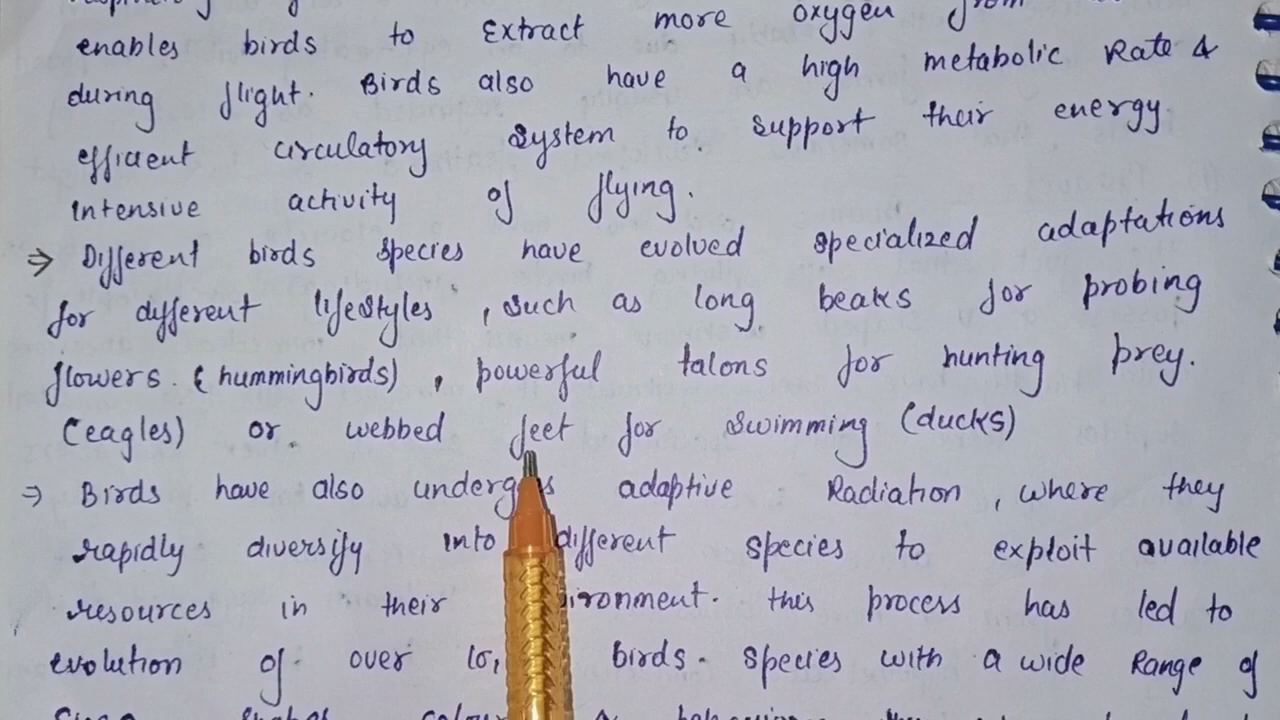 enables birds to Extract more oxygen from
during flight. Birds also have a high metabolic Rate &
efficient circulatory System to support their energy
intensive activity of flying.
⇒ Different birds species have evolved specialized adaptations
for different lifestyles, such as long beaks for probing
flowers. (hummingbirds), powerful talons for hunting prey.
(eagles) or webbed feet for swimming (ducks)
⇒ Birds have also undergos adaptive Radiation, where they
rapidly diversify into different species to exploit available
resources in their ironment. this process has led to
evolution of over 10, birds. species with a wide Range of